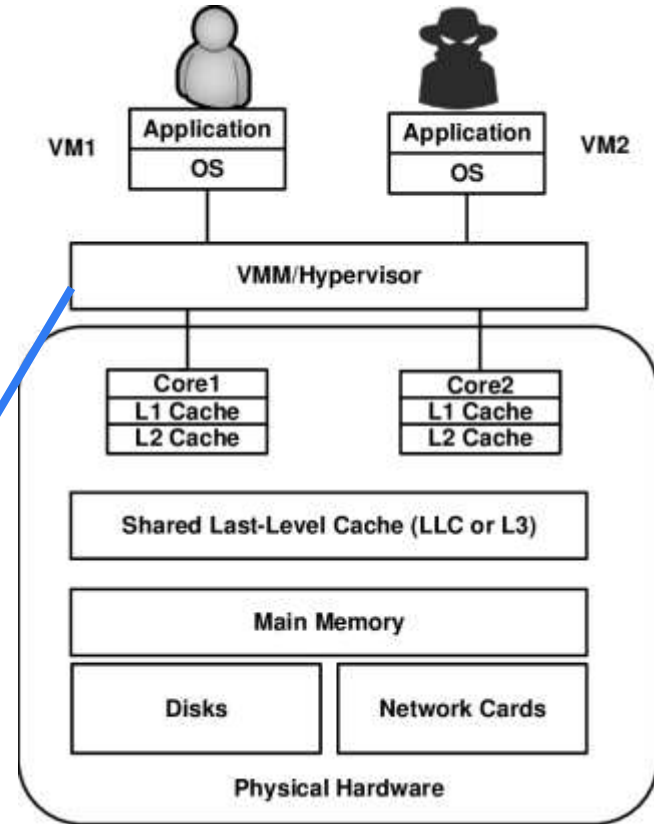 VM1
Application
OS
Application
OS
VM2
VMM/Hypervisor
Core1
L1 Cache
L2 Cache
Core2
L1 Cache
L2 Cache
Shared Last-Level Cache (LLC or L3)
Main Memory
Disks
Network Cards
Physical Hardware